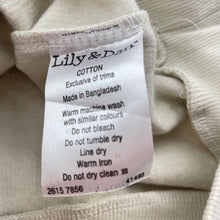 Lily & Dan
COTTON
Exclusive of trims
Made in Bangladesh
Warm machine wash
with similar colours
Do not bleach
Do not tumble dry
Line dry
Warm Iron
Do not dry clean
2615 7856